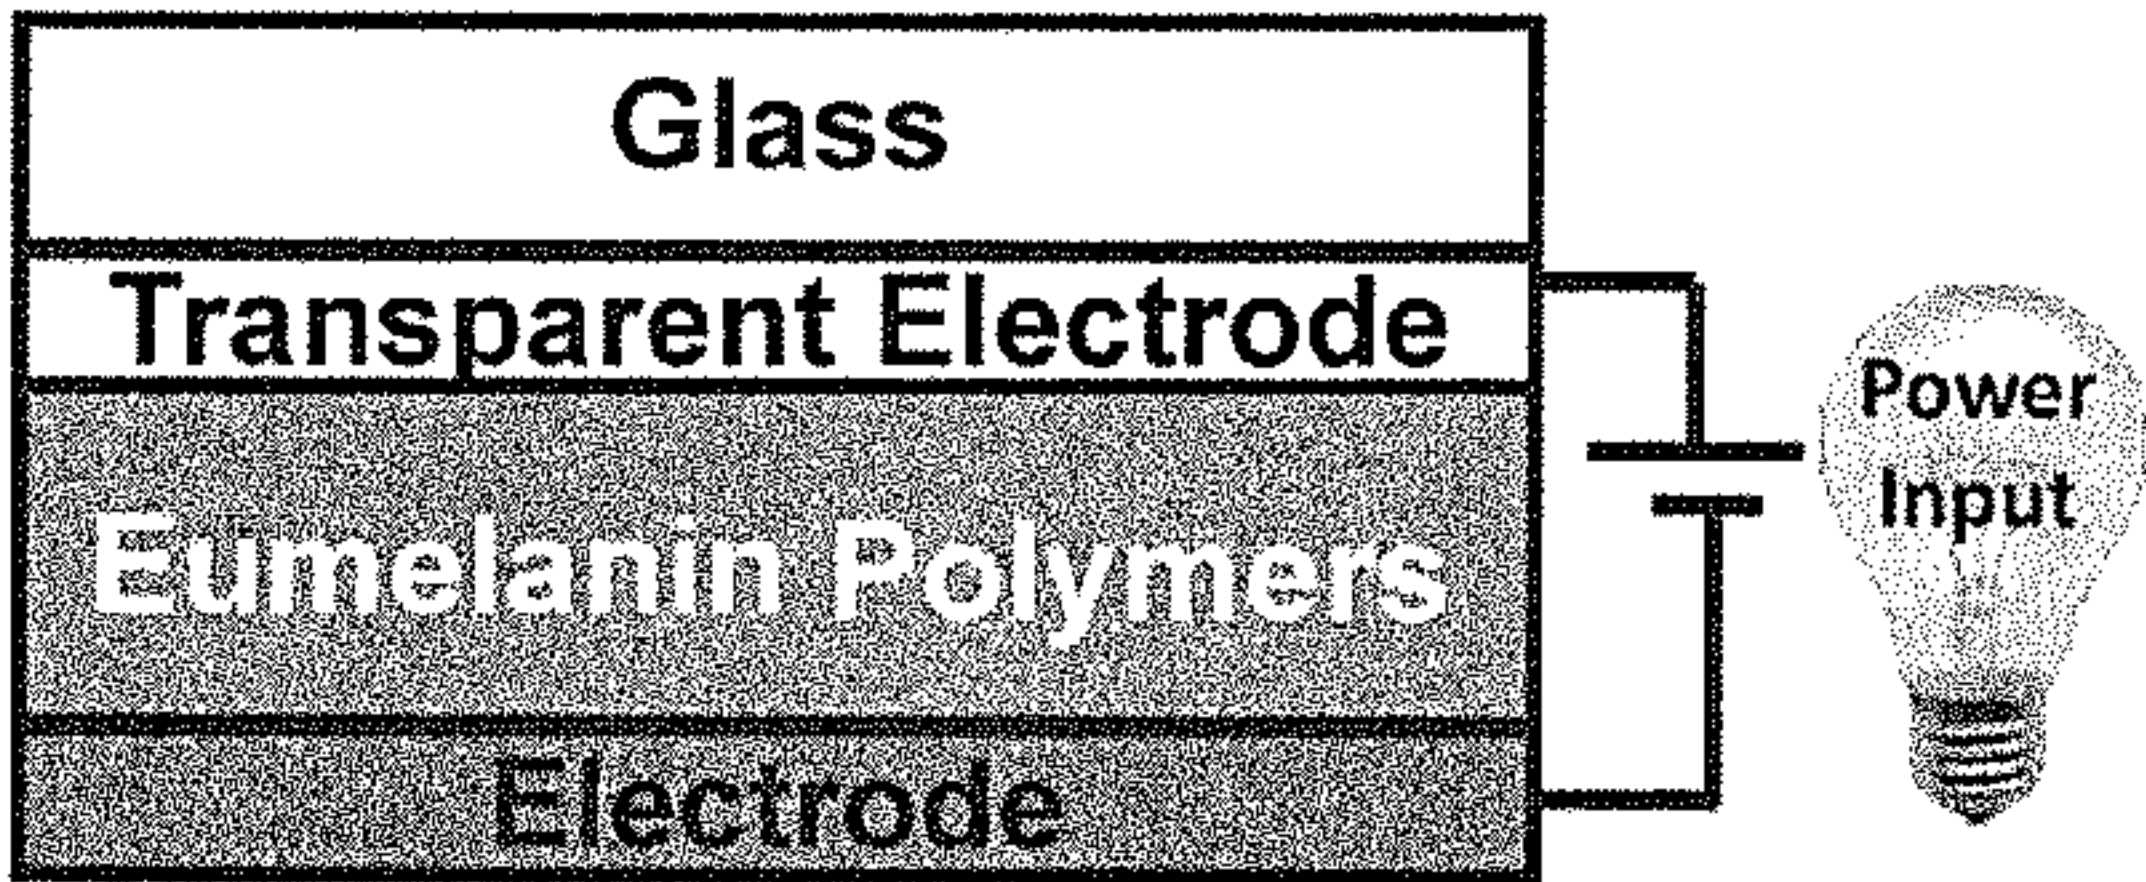 Glass
Transparent Electrode
Eumelanin Polymers
Electrode
Power
Input